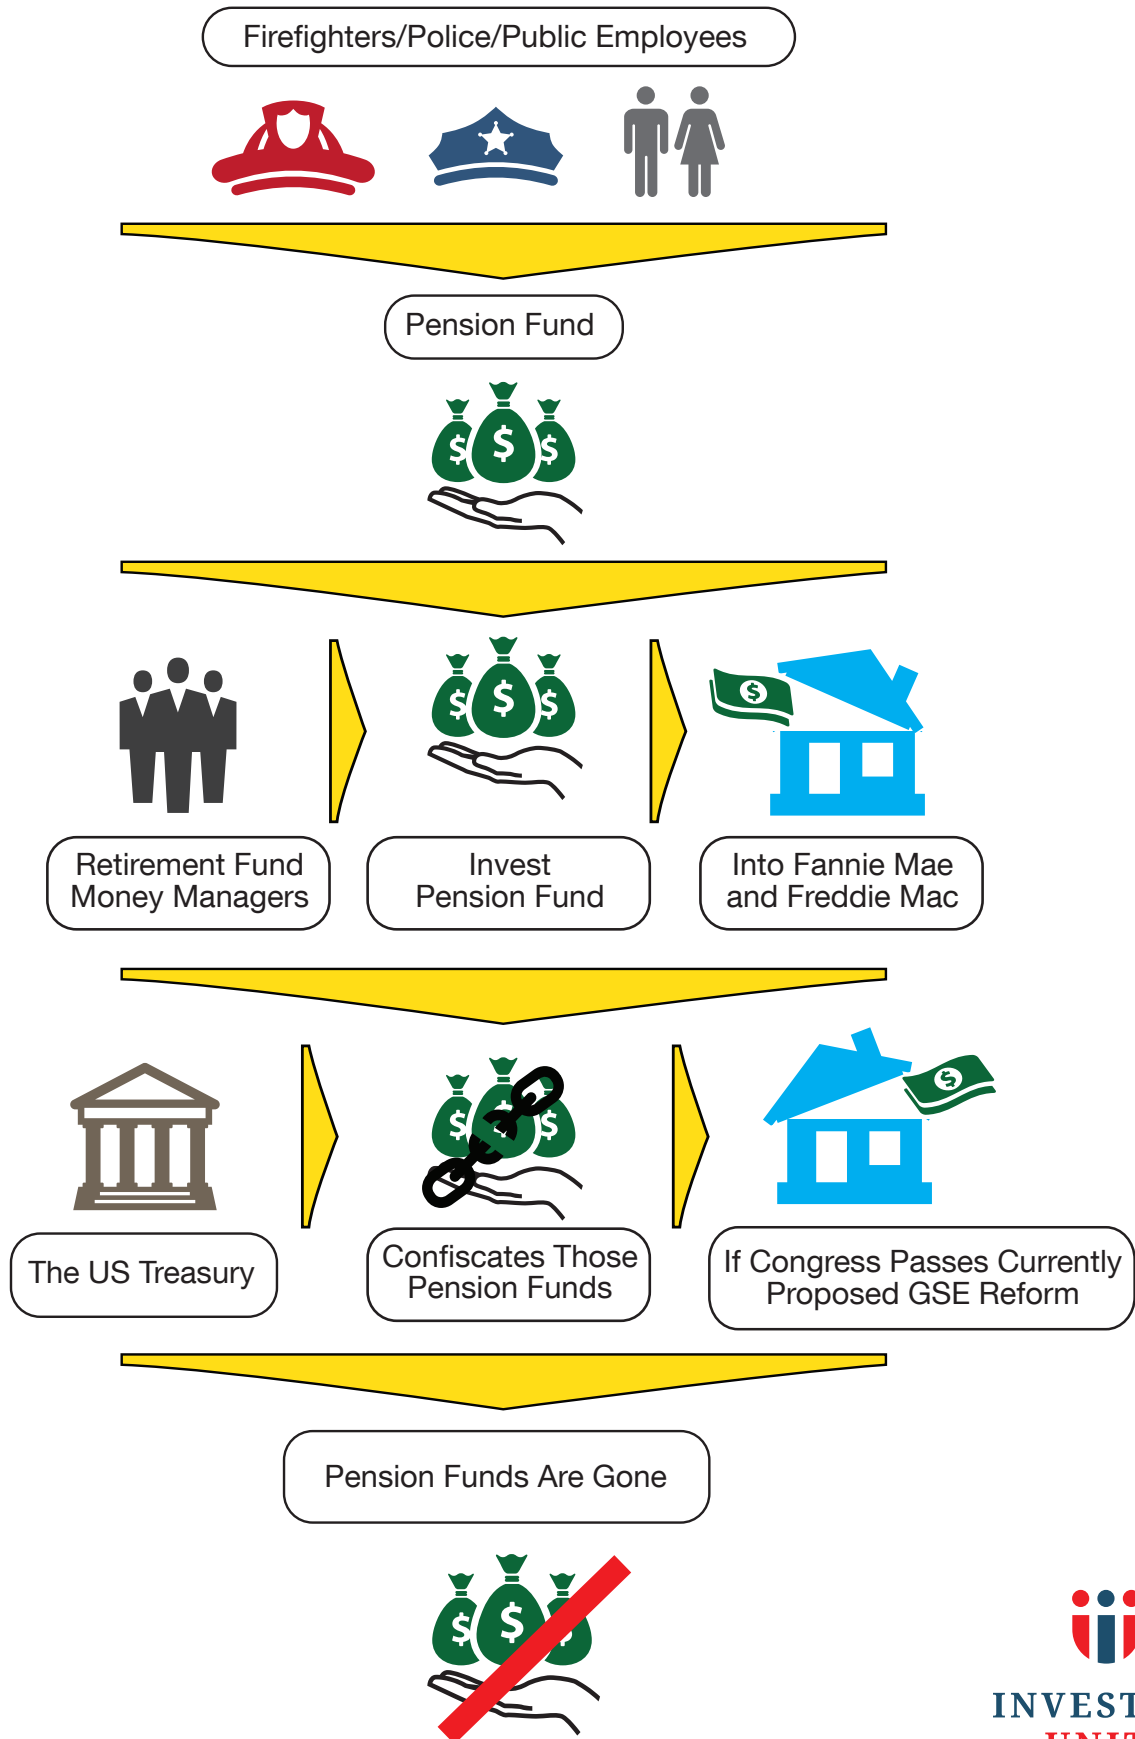 Firefighters/Police/Public Employees
Pension Fund
$ $ $
$ $ $
$
Retirement Fund
Money Managers
Invest
Pension Fund
Into Fannie Mae
and Freddie Mac
$ $ $
$
The US Treasury
Confiscates Those
Pension Funds
If Congress Passes Currently
Proposed GSE Reform
Pension Funds Are Gone
$ $
INVEST